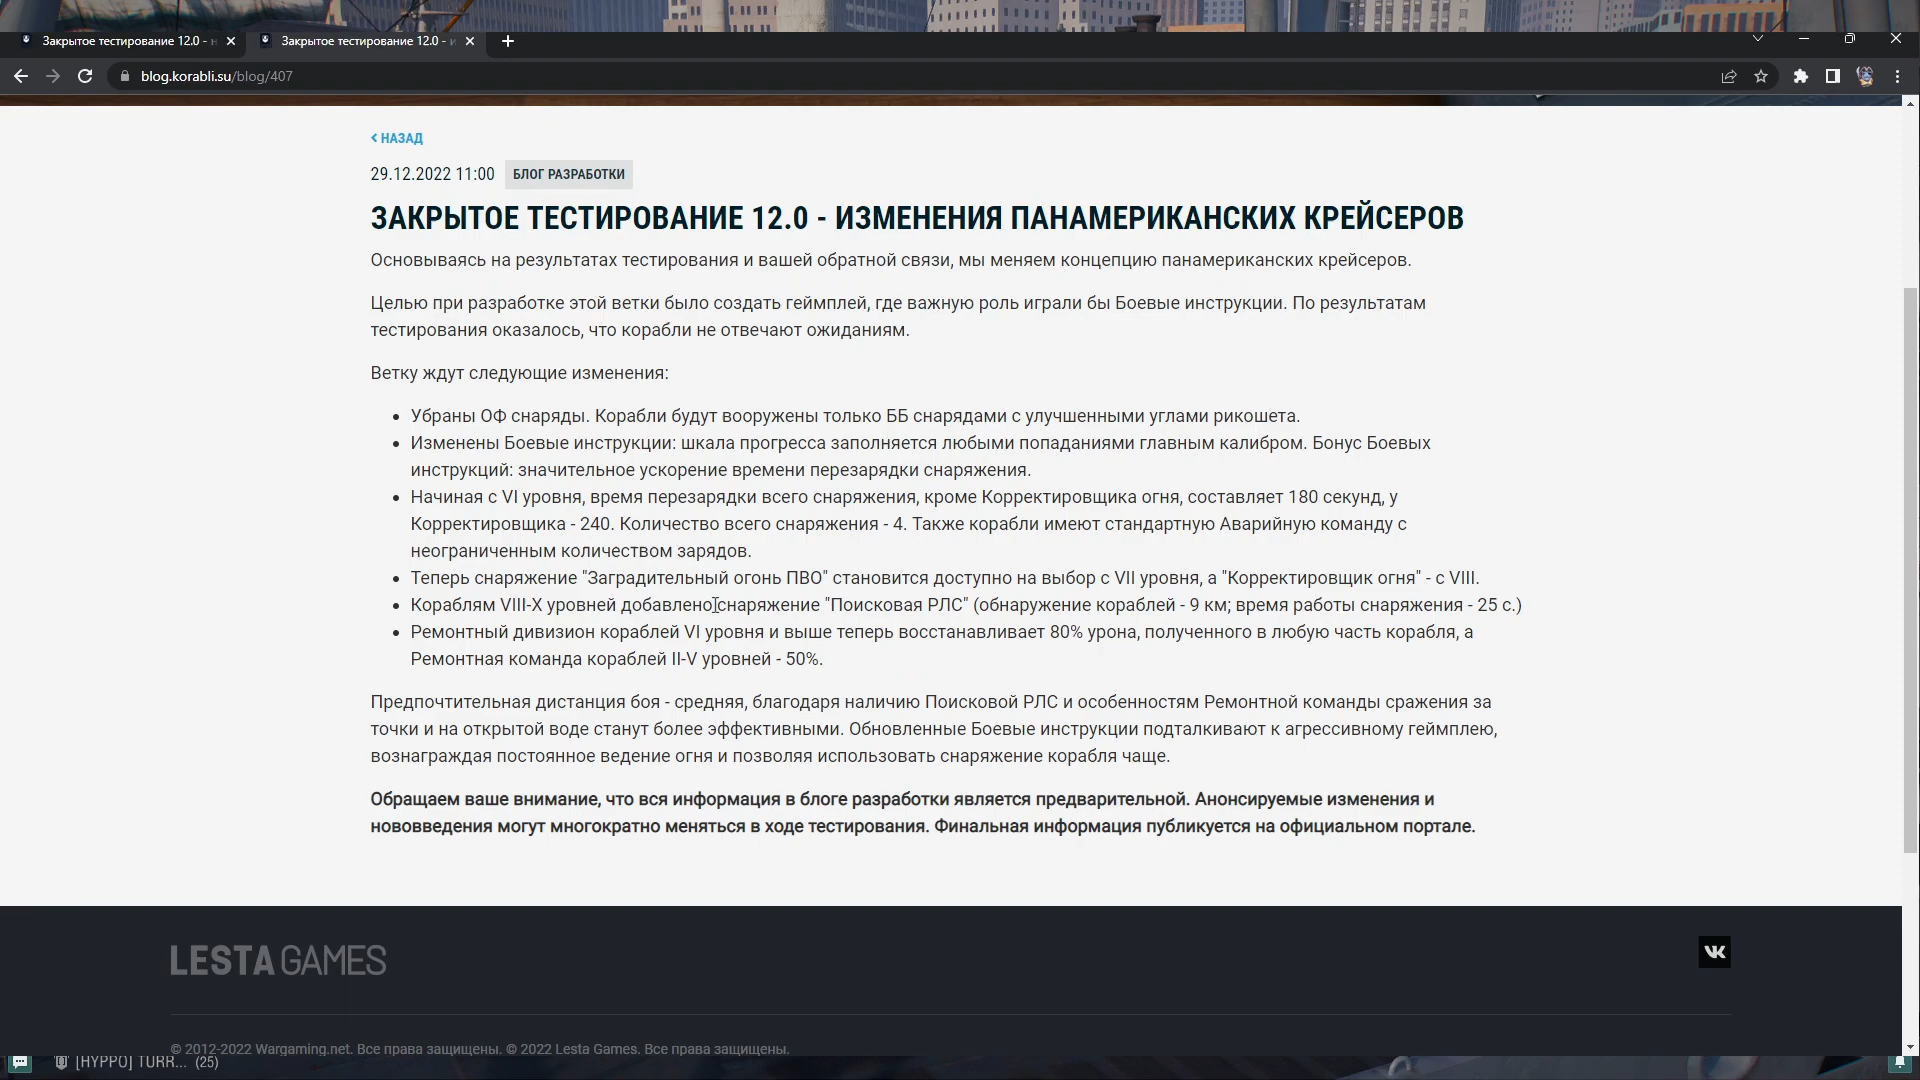 Закрытое тестирование 12.0 - н
Закрытое тестирование 12.0 - и
blog.korabli.su/blog/407
НАЗАД
29.12.2022 11:00 БЛОГ РАЗРАБОТКИ
ЗАКРЫТОЕ ТЕСТИРОВАНИЕ 12.0 - ИЗМЕНЕНИЯ ПАНАМЕРИКАНСКИХ КРЕЙСЕРОВ
Основываясь на результатах тестирования и вашей обратной связи, мы меняем концепцию панамериканских крейсеров.
Целью при разработке этой ветки было создать геймплей, где важную роль играли бы Боевые инструкции. По результатам
тестирования оказалось, что корабли не отвечают ожиданиям.
Ветку ждут следующие изменения:
• Убраны ОФ снаряды. Корабли будут вооружены только ББ снарядами с улучшенными углами рикошета.
• Изменены Боевые инструкции: шкала прогресса заполняется любыми попаданиями главным калибром. Бонус Боевых
инструкций: значительное ускорение времени перезарядки снаряжения.
• Начиная с VI уровня, время перезарядки всего снаряжения, кроме Корректировщика огня, составляет 180 секунд, у
Корректировщика - 240. Количество всего снаряжения - 4. Также корабли имеют стандартную Аварийную команду с
неограниченным количеством зарядов.
• Теперь снаряжение "Заградительный огонь ПВО" становится доступно на выбор с VII уровня, а "Корректировщик огня" - с VIII.
• Кораблям VIII-X уровней добавлено снаряжение "Поисковая РЛС" (обнаружение кораблей - 9 км; время работы снаряжения - 25 с.)
• Ремонтный дивизион кораблей VI уровня и выше теперь восстанавливает 80% урона, полученного в любую часть корабля, а
Ремонтная команда кораблей II-V уровней - 50%.
Предпочтительная дистанция боя - средняя, благодаря наличию Поисковой РЛС и особенностям Ремонтной команды сражения за
точки и на открытой воде станут более эффективными. Обновленные Боевые инструкции подталкивают к агрессивному геймплею,
вознаграждая постоянное ведение огня и позволяя использовать снаряжение корабля чаще.
Обращаем ваше внимание, что вся информация в блоге разработки является предварительной. Анонсируемые изменения и
нововведения могут многократно меняться в ходе тестирования. Финальная информация публикуется на официальном портале.
LESTA GAMES
© 2012-2022 Wargaming.net. Все права защищены. © 2022 Lesta Games. Все права защищены.
[HYPPO] TURR... (25)